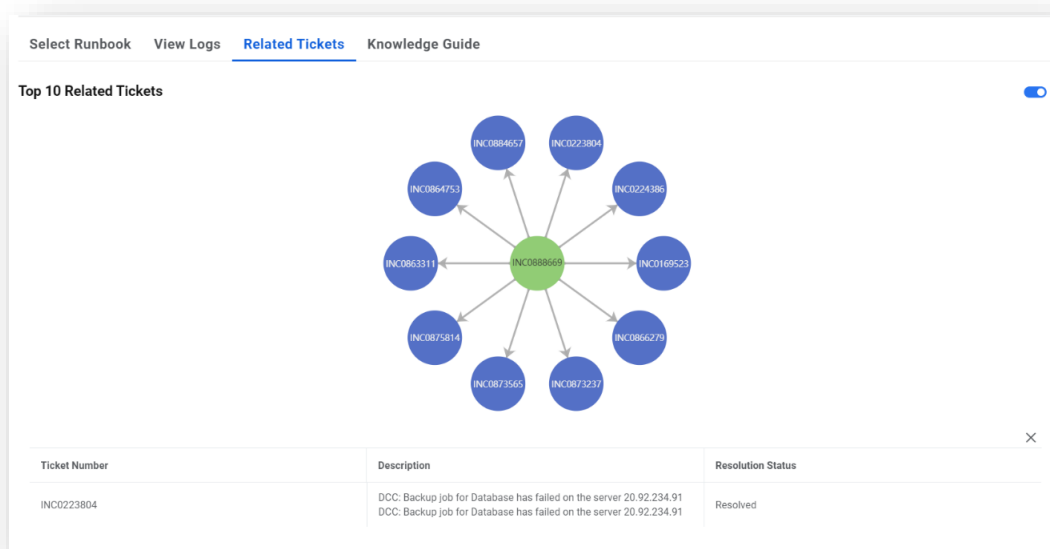 Select Runbook View Logs Related Tickets Knowledge Guide
Top 10 Related Tickets
INC0884657 INC0223804
INC0864753 INC0224386
INC0863311 INC0888669 INC0169523
INC0875814 INC0866279
INC0873565 INC0873237
Ticket Number Description Resolution Status
INC0223804 DCC: Backup job for Database has failed on the server 20.92.234.91 Resolved
DCC: Backup job for Database has failed on the server 20.92.234.91